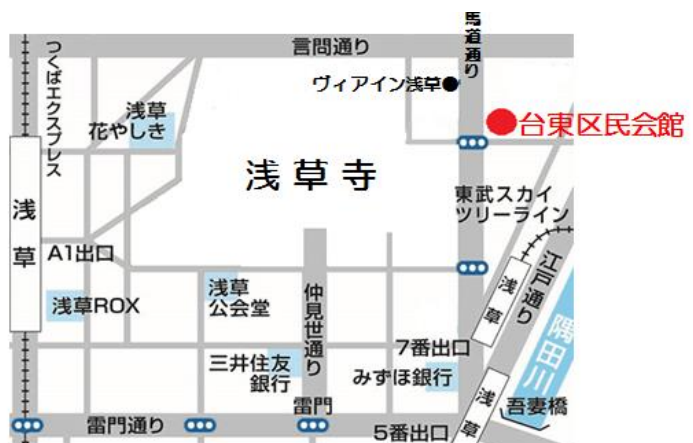 馬道通り
言問通り
つくばエクスプレス
ヴィアイン浅草
浅草
花やしき
台東区民会館
浅草寺
東武スカイ
ツリーライン
浅草
A1出口
江戸通り
浅草ROX
浅草
公会堂
仲見世通り
浅草
隅田川
7番出口
三井住友
銀行
みずほ銀行
雷門
吾妻橋
浅草
雷門通り
5番出口